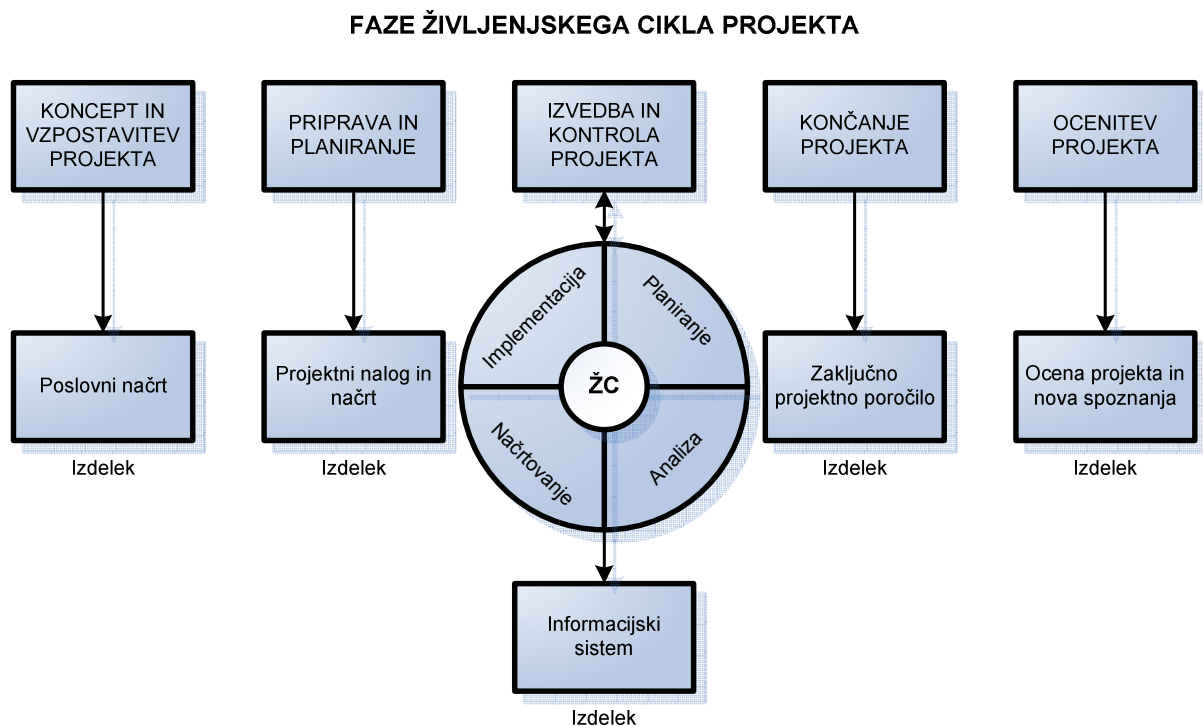 FAZE ŽIVLJENJSKEGA CIKLA PROJEKTA
KONCEPT IN
VZPOSTAVITEV
PROJEKTA
PRIPRAVA IN
PLANIRANJE
IZVEDBA IN
KONTROLA
PROJEKTA
KONČANJE
PROJEKTA
OCENITEV
PROJEKTA
Implementacija
Planiranje
ŽC
Načrtovanje
Analiza
Poslovni načrt
Izdelek
Projektni nalog in
načrt
Izdelek
Zaključno
projektno poročilo
Izdelek
Ocena projekta in
nova spoznanja
Izdelek
Informacijski
sistem
Izdelek